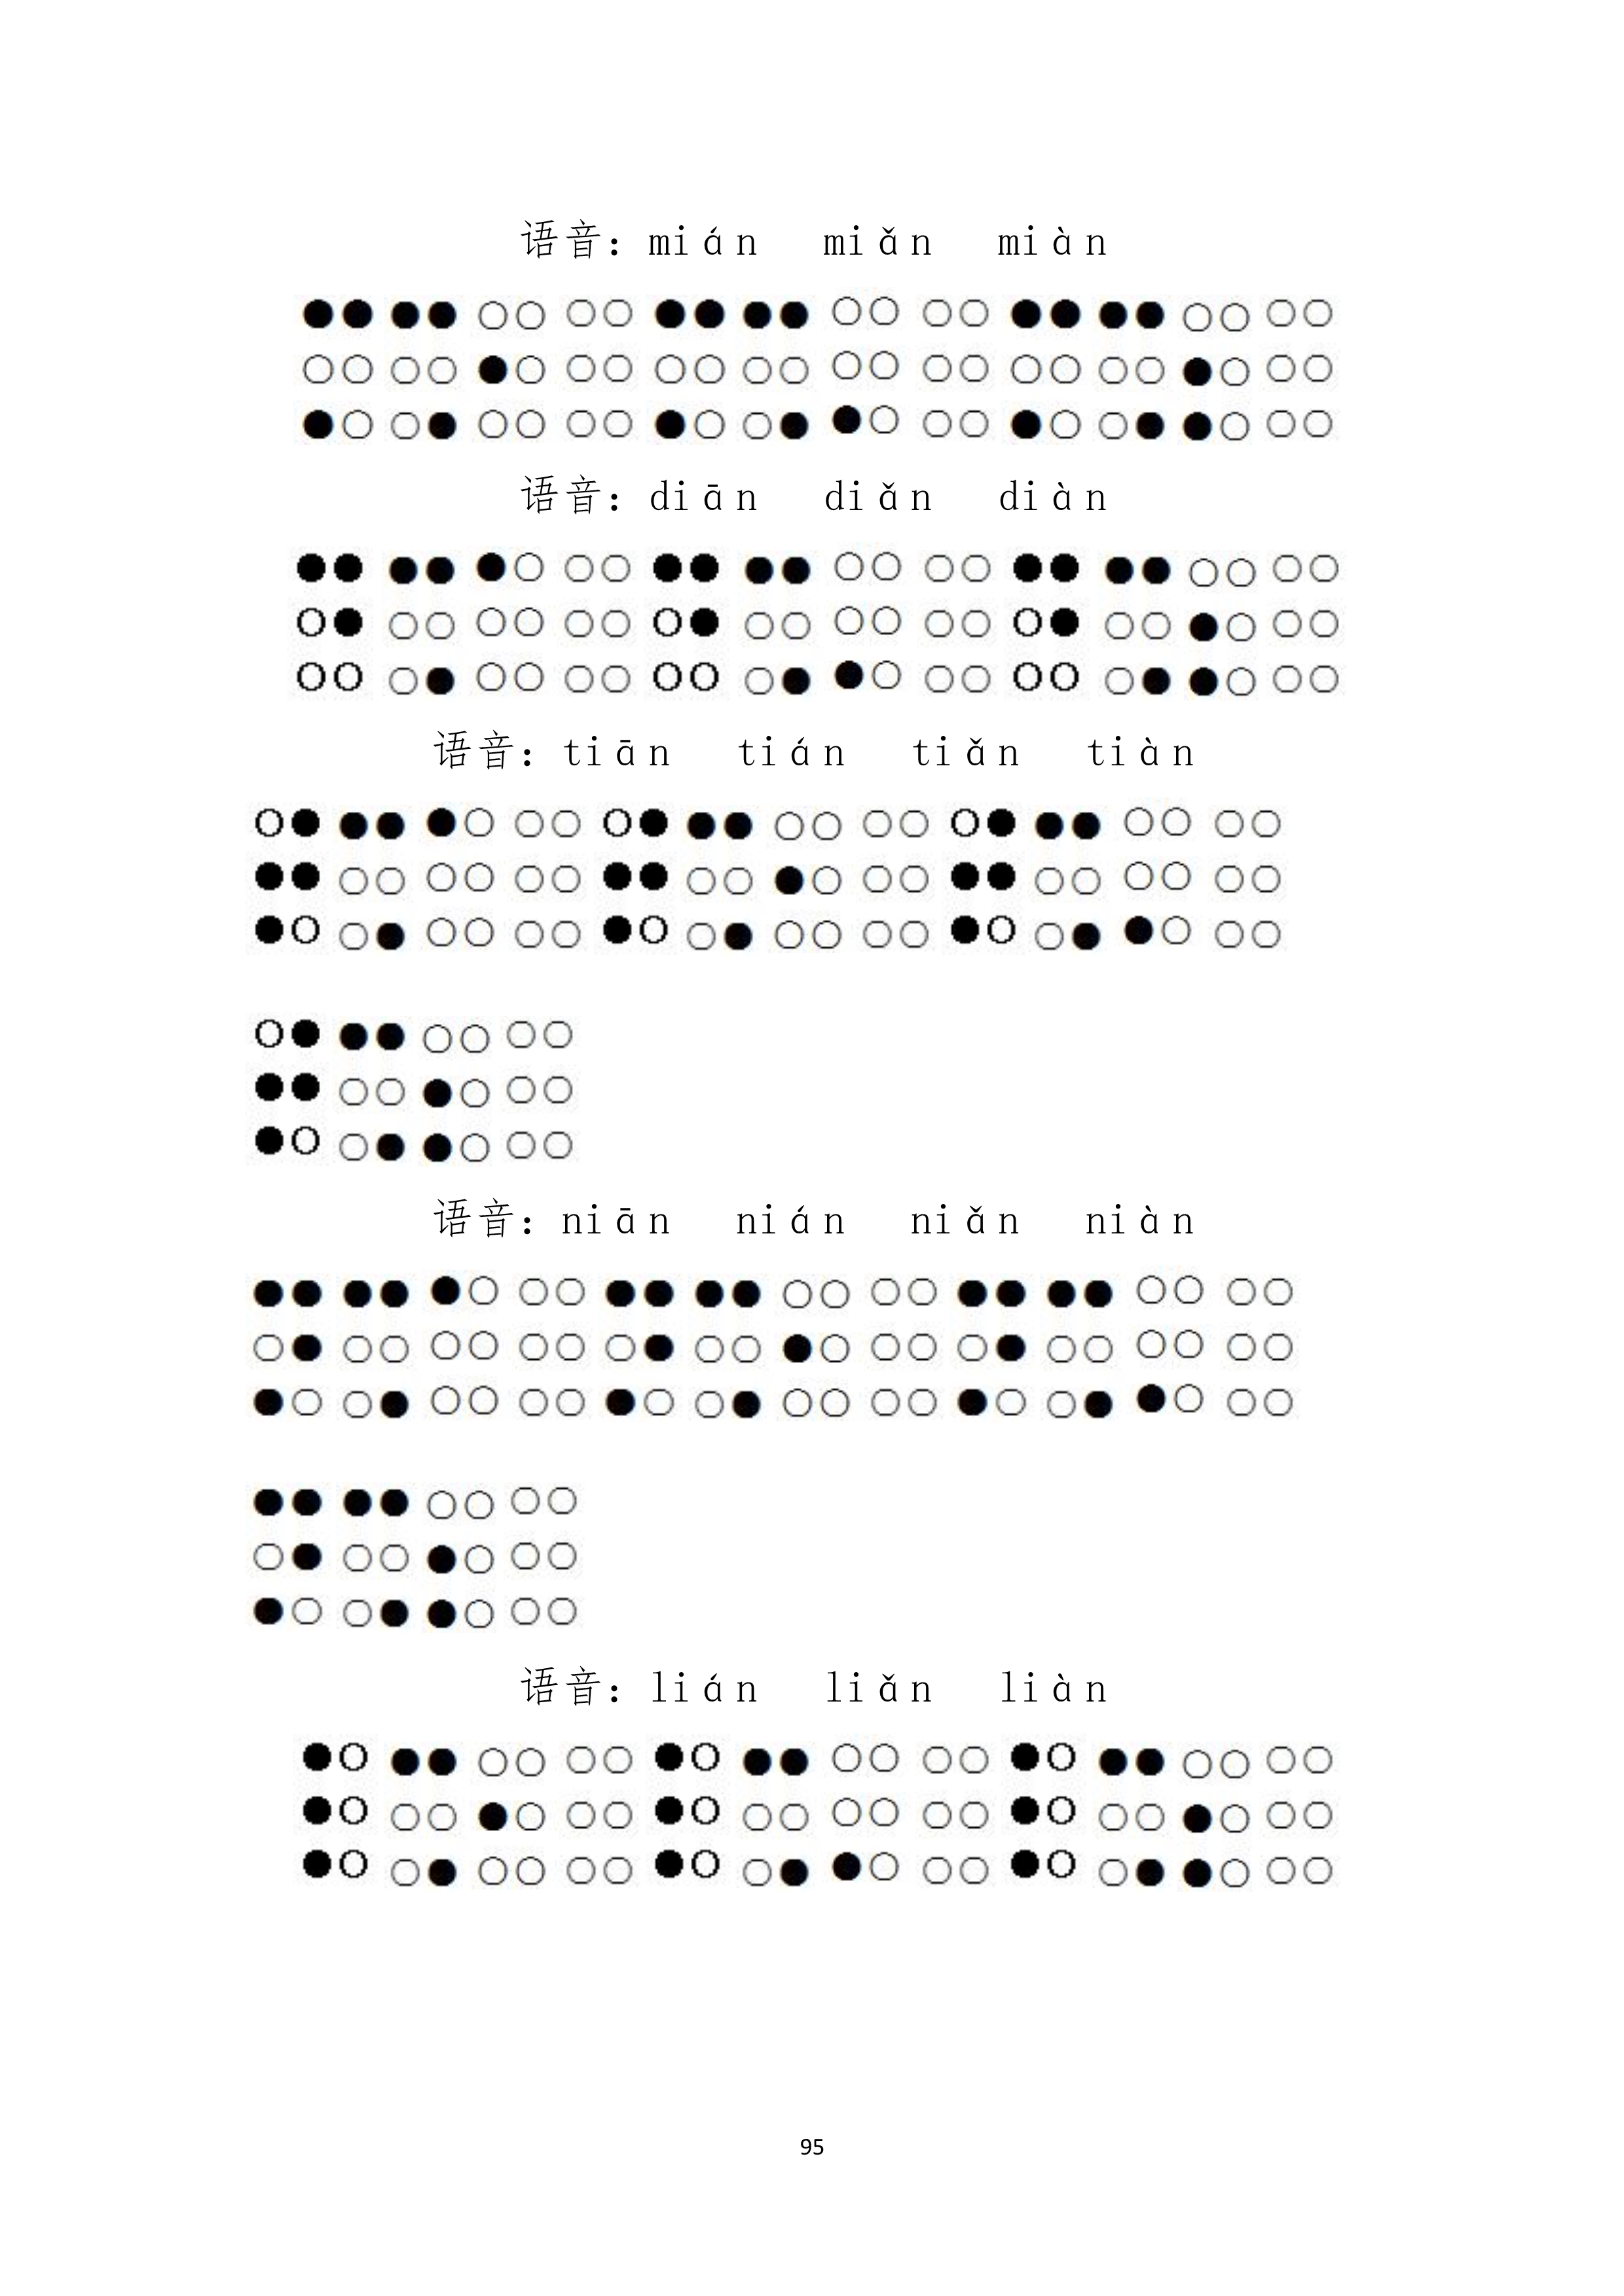 语音：mián miǎn miàn
⠍⠩⠂⠀⠍⠩⠄⠀⠍⠩⠆⠀
语音：diān diǎn diàn
⠙⠩⠁⠀⠙⠩⠄⠀⠙⠩⠆⠀
语音：tiān tián tiǎn tiàn
⠞⠩⠁⠀⠞⠩⠂⠀⠞⠩⠄⠀
⠞⠩⠆⠀
语音：niān nián niǎn niàn
⠝⠩⠁⠀⠝⠩⠂⠀⠝⠩⠄⠀
⠝⠩⠆⠀
语音：lián liǎn liàn
⠇⠩⠂⠀⠇⠩⠄⠀⠇⠩⠆⠀
95